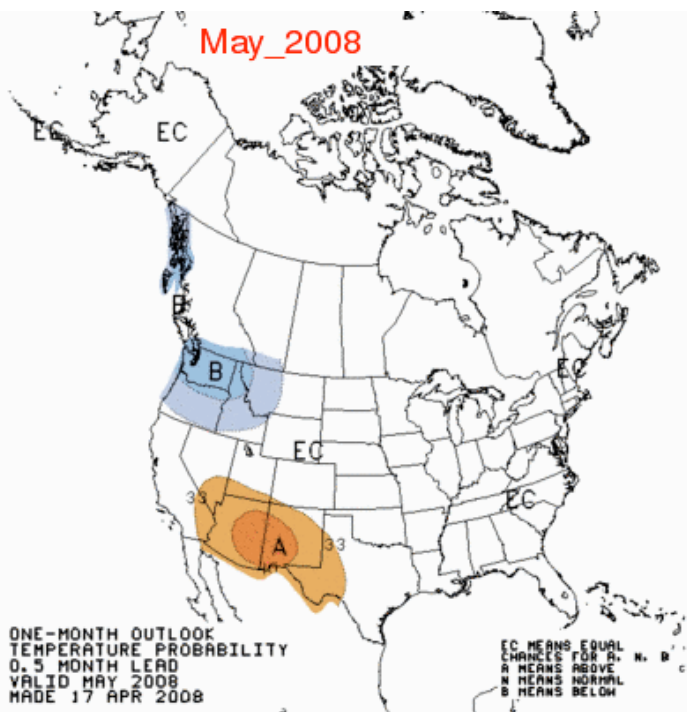 May_2008
EC
EC
B
B
EC
EC
EC
33
A
33
40
ONE-MONTH OUTLOOK
TEMPERATURE PROBABILITY
0.5 MONTH LEAD
VALID MAY 2008
MADE 17 APR 2008
EC MEANS EQUAL
CHANCES FOR A, N, B
A MEANS ABOVE
N MEANS NORMAL
B MEANS BELOW